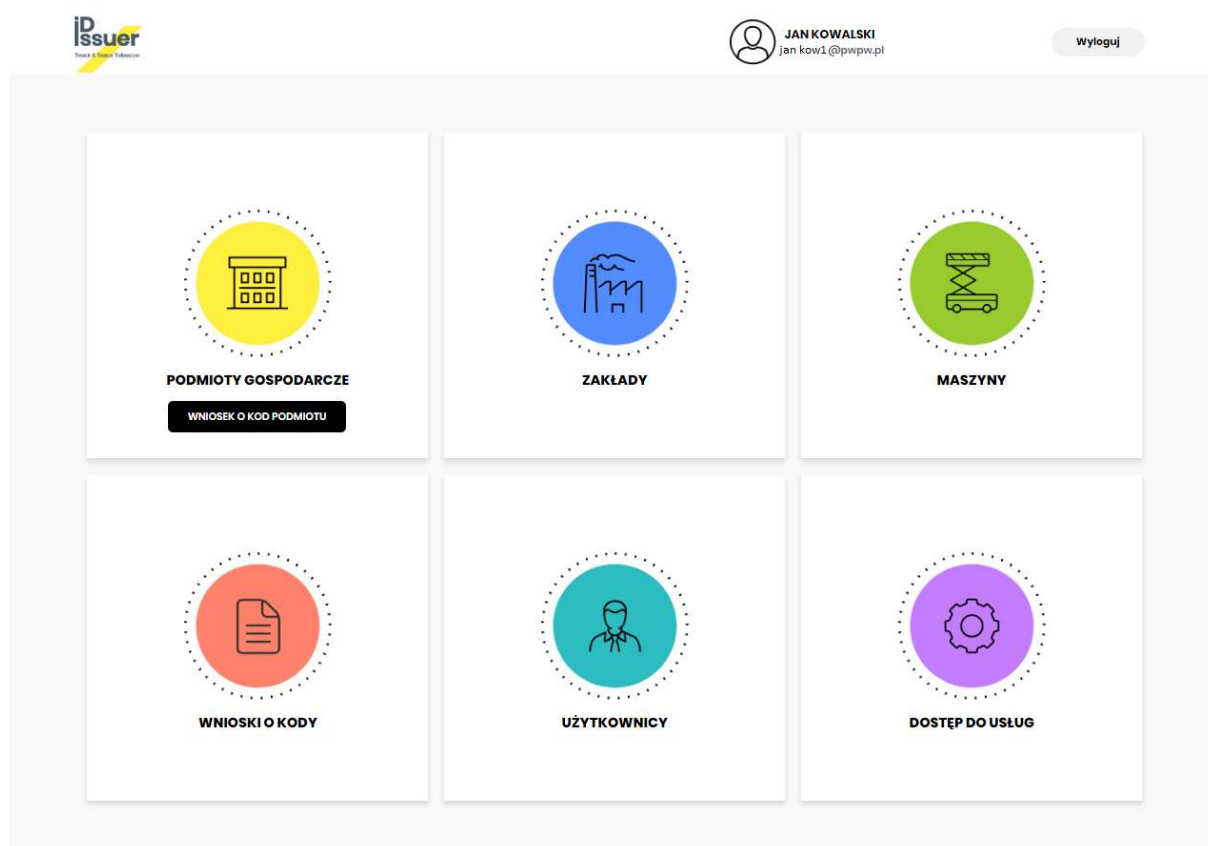 iD
issuer
Track & Trace Tobacco
JAN KOWALSKI
jan kow1@pwpw.pl
Wyloguj
PODMIOTY GOSPODARCZE
WNIOSEK O KOD PODMIOTU
ZAKŁADY
MASZYNY
WNIOSKI O KODY
UŻYTKOWNICY
DOSTĘP DO USŁUG